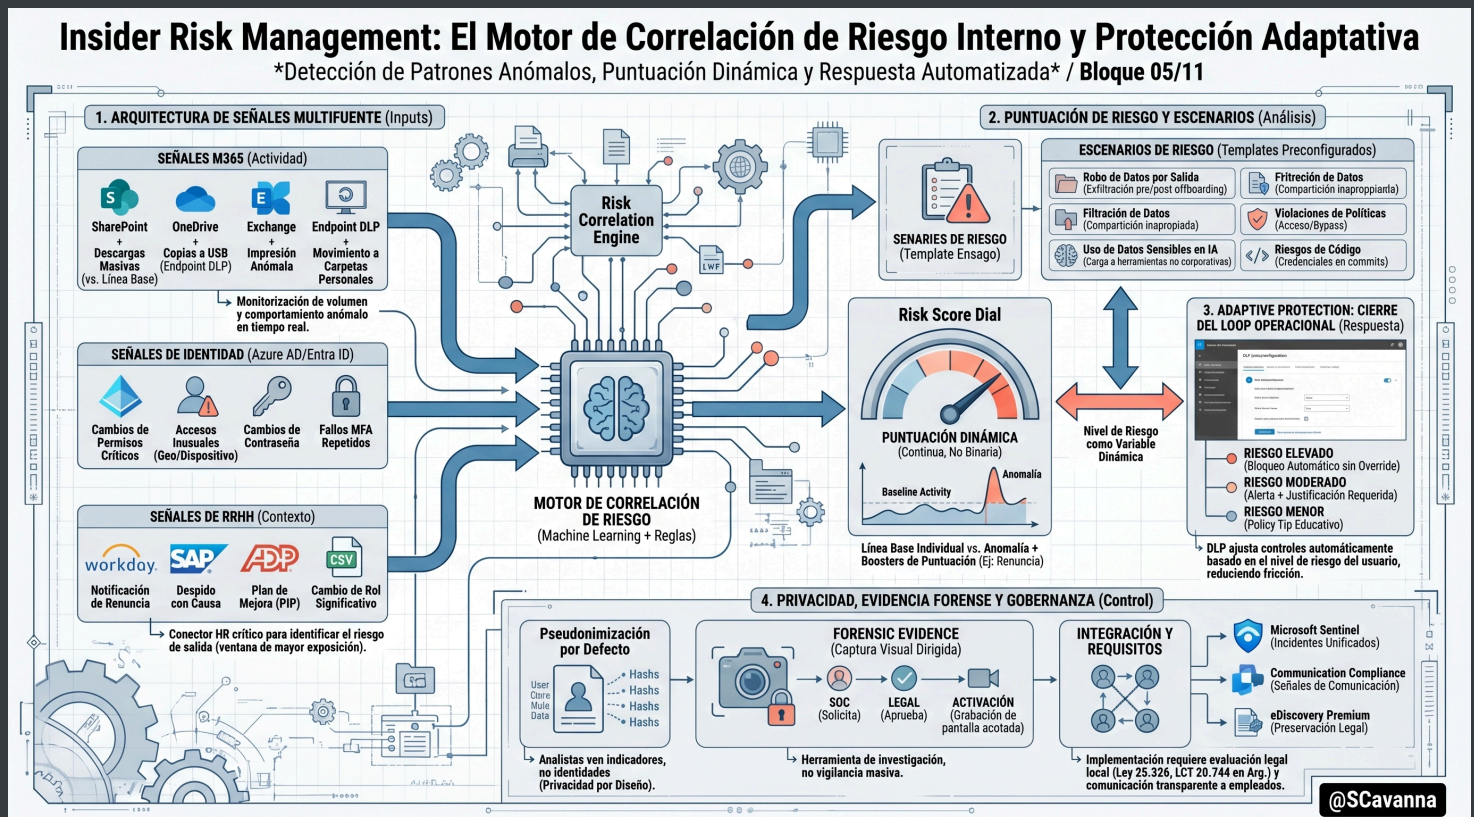 Insider Risk Management: El Motor de Correlación de Riesgo Interno y Protección Adaptativa
*Detección de Patrones Anómalos, Puntuación Dinámica y Respuesta Automatizada* / Bloque 05/11
1. ARQUITECTURA DE SEÑALES MULTIFUENTE (Inputs)
SEÑALES M365 (Actividad)
SharePoint
+
Descargas
Masivas
(vs. Línea Base)
OneDrive
+
Copias a USB
(Endpoint DLP)
Exchange
+
Impresión
Anómala
Endpoint DLP
+
Movimiento a
Carpetas
Personales
Monitorización de volumen
y comportamiento anómalo
en tiempo real.
SEÑALES DE IDENTIDAD (Azure AD/Entra ID)
Cambios de
Permisos
Críticos
Accesos
Inusuales
(Geo/Dispositivo)
Cambios de
Contraseña
Fallos MFA
Repetidos
SEÑALES DE RRHH (Contexto)
workday.
Notificación
de Renuncia
SAP
Despido
con Causa
ADP
Plan de
Mejora (PIP)
CSV
Cambio de Rol
Significativo
Conector HR crítico para identificar el riesgo
de salida (ventana de mayor exposición).
Risk
Correlation
Engine
LWF
MOTOR DE CORRELACIÓN
DE RIESGO
(Machine Learning + Reglas)
2. PUNTUACIÓN DE RIESGO Y ESCENARIOS (Análisis)
SENARIES DE RIESGO
(Template Ensago)
ESCENARIOS DE RIESGO (Templates Preconfigurados)
Robo de Datos por Salida
(Exfiltración pre/post offboarding)
Fritreción de Datos
(Compartición inaproppianda)
Filtración de Datos
(Compartición inapropiada)
Violaciones de Políticas
(Acceso/Bypass)
Uso de Datos Sensibles en IA
(Carga a herramientas no corporativas)
Riesgos de Código
(Credenciales en commits)
Risk Score Dial
PUNTUACIÓN DINÁMICA
(Continua, No Binaria)
Anomalía
Baseline Activity
Línea Base Individual vs. Anomalía +
Boosters de Puntuación (Ej: Renuncia)
Nivel de Riesgo
como Variable
Dinámica
3. ADAPTIVE PROTECTION: CIERRE
DEL LOOP OPERACIONAL (Respuesta)
RIESGO ELEVADO
(Bloqueo Automático sin Override)
RIESGO MODERADO
(Alerta + Justificación Requerida)
RIESGO MENOR
(Policy Tip Educativo)
DLP ajusta controles automáticamente
basado en el nivel de riesgo del usuario,
reduciendo fricción.
4. PRIVACIDAD, EVIDENCIA FORENSE Y GOBERNANZA (Control)
Pseudonimización
por Defecto
User
Cture
Mule
Data
Hashs
Hashs
Hashs
Hashs
Analistas ven indicadores,
no identidades
(Privacidad por Diseño).
FORENSIC EVIDENCE
(Captura Visual Dirigida)
SOC
(Solicita)
LEGAL
(Aprueba)
ACTIVACIÓN
(Grabación de
pantalla acotada)
Herramienta de investigación,
no vigilancia masiva.
INTEGRACIÓN Y
REQUISITOS
Microsoft Sentinel
(Incidentes Unificados)
Communication Compliance
(Señales de Comunicación)
eDiscovery Premium
(Preservación Legal)
Implementación requiere evaluación legal
local (Ley 25.326, LCT 20.744 en Arg.) y
comunicación transparente a empleados.
@SCavanna